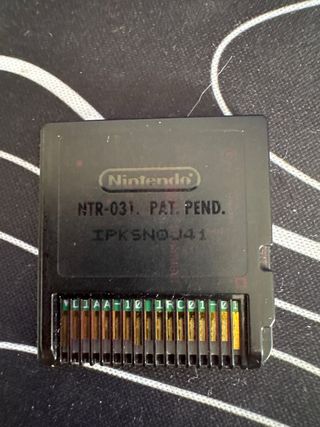 Nintendo
NTR-031. PAT. PEND.
IPKSN0J41